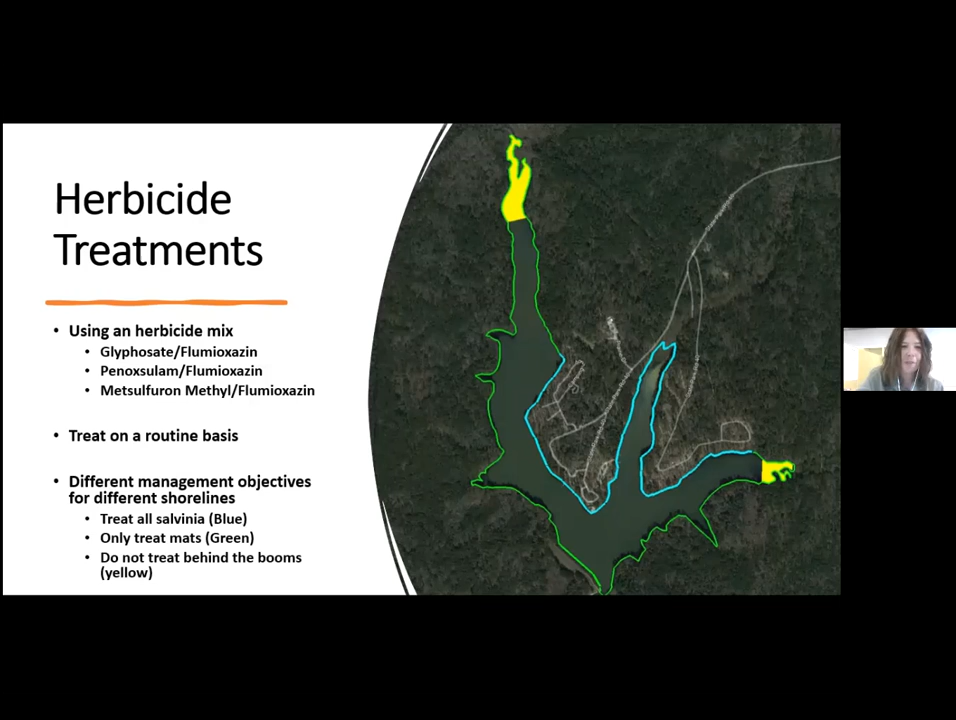 Herbicide
Treatments
• Using an herbicide mix
• Glyphosate/Flumioxazin
• Penoxsulam/Flumioxazin
• Metsulfuron Methyl/Flumioxazin
• Treat on a routine basis
• Different management objectives
for different shorelines
• Treat all salvinia (Blue)
• Only treat mats (Green)
• Do not treat behind the booms
(yellow)